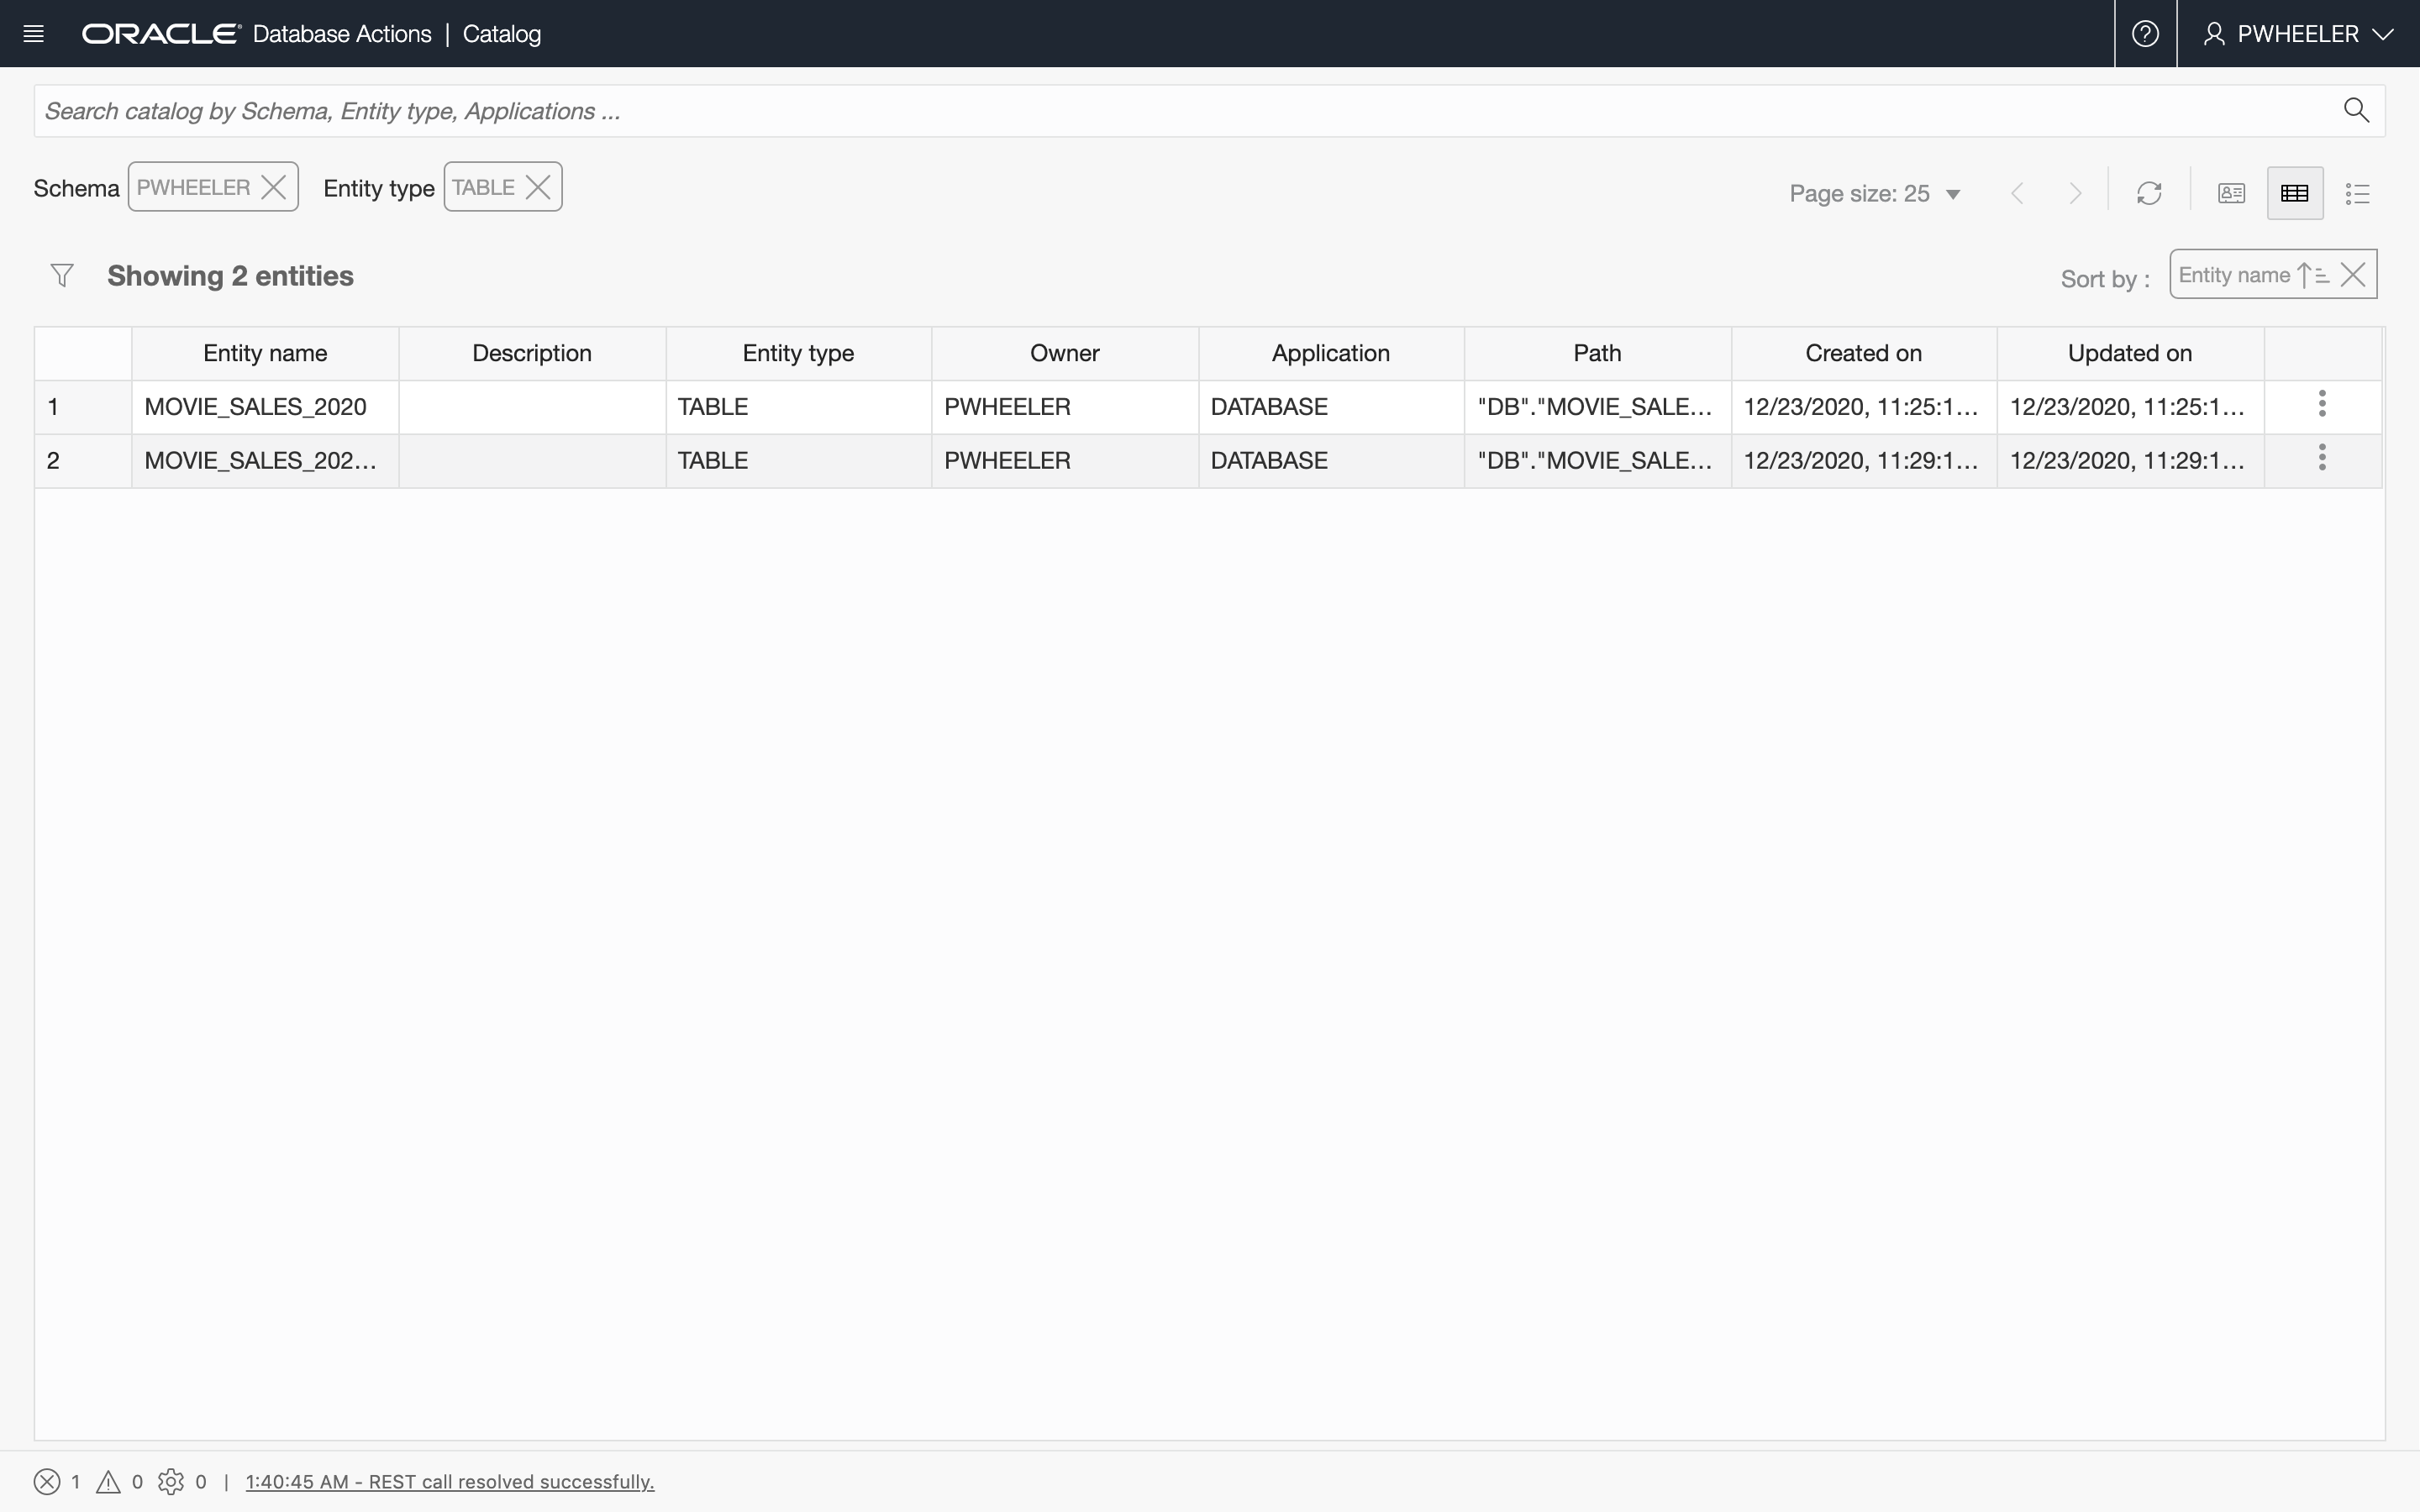 ORACLE Database Actions | Catalog PWHEELER
Search catalog by Schema, Entity type, Applications ...
Schema PWHEELER Entity type TABLE Page size: 25
Showing 2 entities Sort by : Entity name
Entity name Description Entity type Owner Application Path Created on Updated on
1 MOVIE_SALES_2020 TABLE PWHEELER DATABASE "DB"."MOVIE_SALE... 12/23/2020, 11:25:1... 12/23/2020, 11:25:1...
2 MOVIE_SALES_202... TABLE PWHEELER DATABASE "DB"."MOVIE_SALE... 12/23/2020, 11:29:1... 12/23/2020, 11:29:1...
1 0 0 | 1:40:45 AM - REST call resolved successfully.